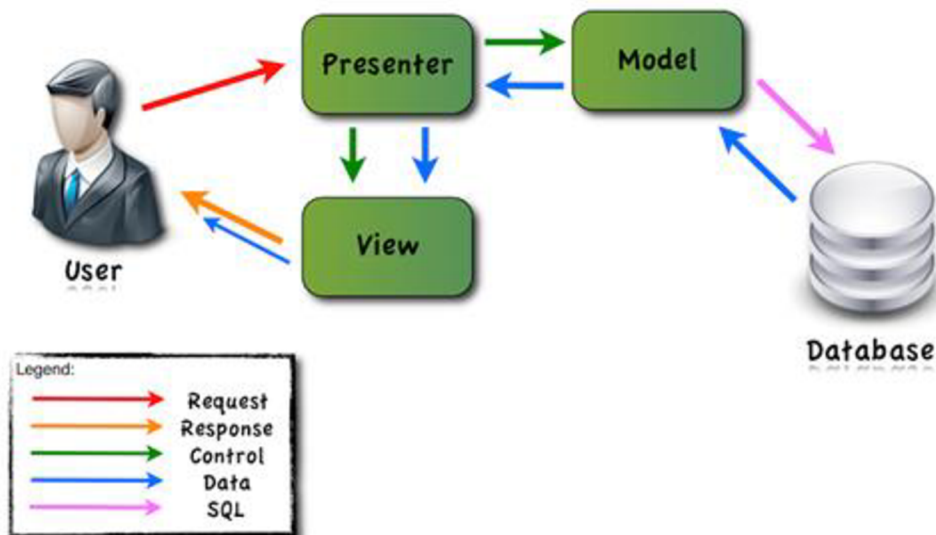 Presenter
Model
View
User
Database
Legend:
Request
Response
Control
Data
SQL